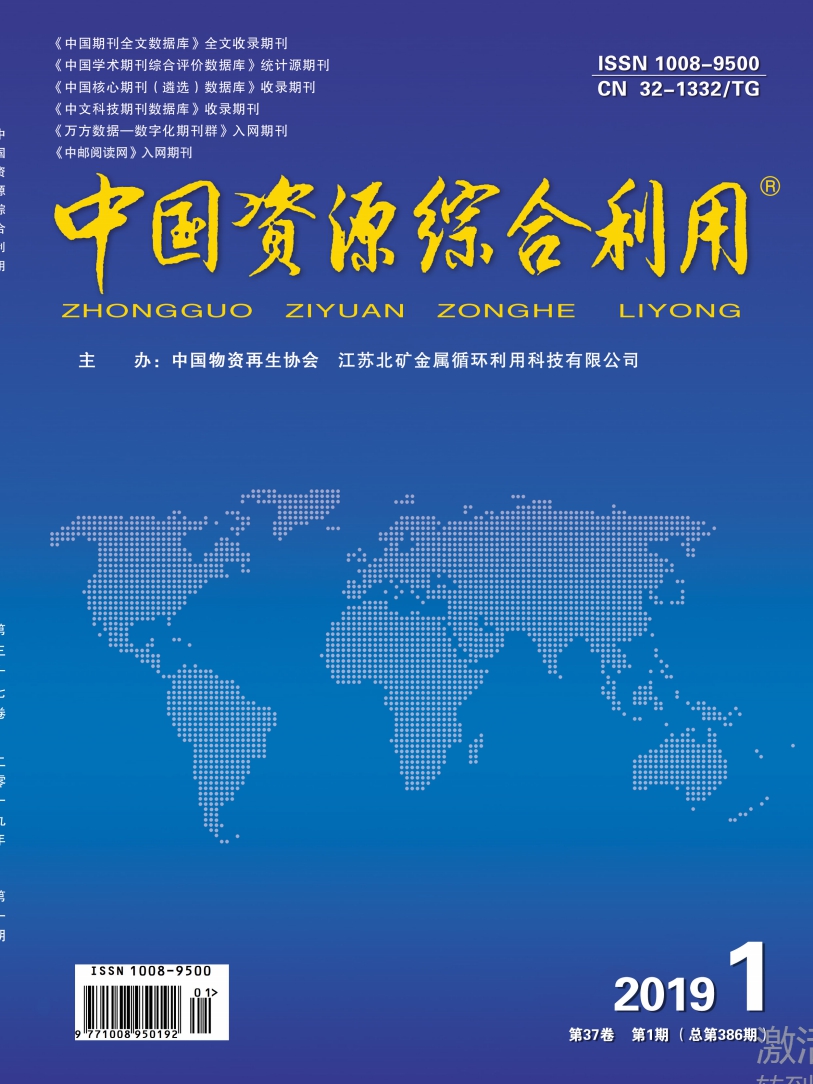 《中国期刊全文数据库》全文收录期刊
《中国学术期刊综合评价数据库》统计源期刊
《中国核心期刊（遴选）数据库》收录期刊
《中文科技期刊数据库》收录期刊
《万方数据—数字化期刊群》入网期刊
《中邮阅读网》入网期刊
ISSN 1008-9500
CN 32-1332/TG
中国資源综合利用®
ZHONGGUO ZIYUAN ZONGHE LIYONG
主 办：中国物资再生协会 江苏北矿金属循环利用科技有限公司
ISSN 1008-9500
01>
9 771008 950192
2019 1
第37卷 第1期（总第386期）
激活